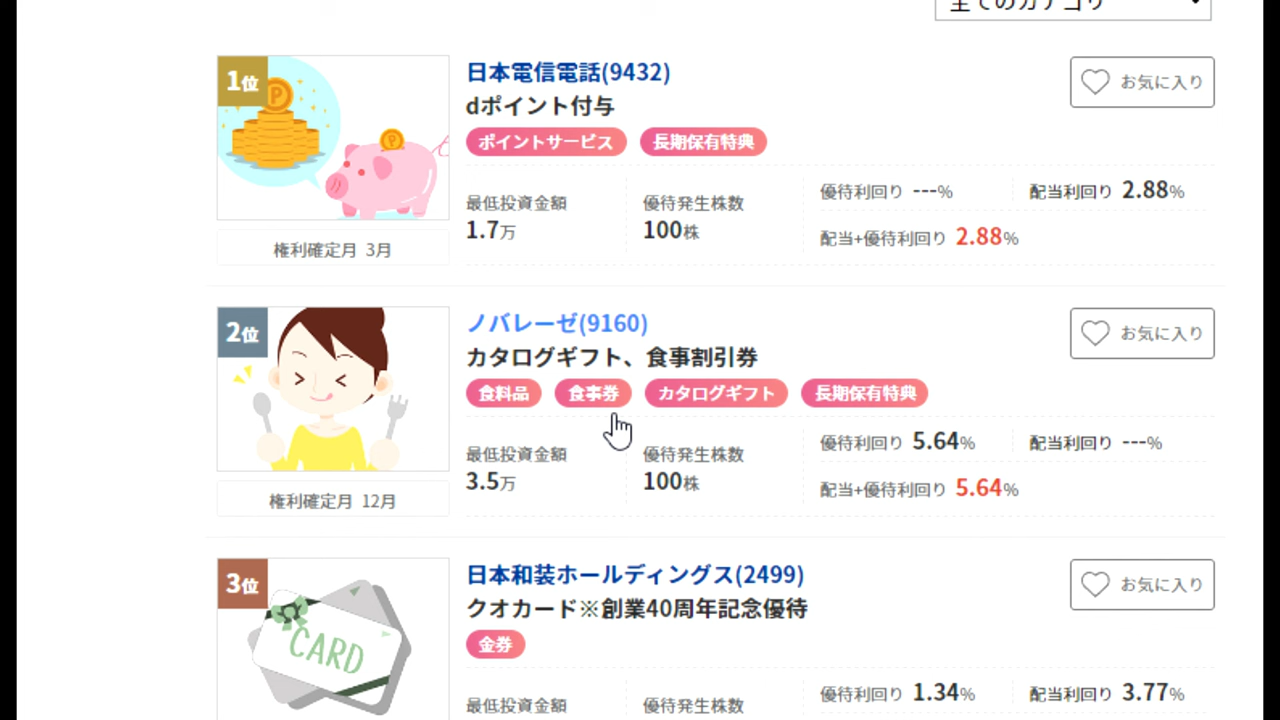 全てのカテゴリ
1位
日本電信電話(9432)
お気に入り
dポイント付与
ポイントサービス 長期保有特典
最低投資金額
1.7万
優待発生株数
100株
優待利回り ---%
配当利回り 2.88%
配当+優待利回り 2.88%
権利確定月 3月
2位
ノバレーゼ(9160)
お気に入り
カタログギフト、食事割引券
食料品 食事券 カタログギフト 長期保有特典
最低投資金額
3.5万
優待発生株数
100株
優待利回り 5.64%
配当利回り ---%
配当+優待利回り 5.64%
権利確定月 12月
3位
CARD
日本和装ホールディングス(2499)
お気に入り
クオカード※創業40周年記念優待
金券
最低投資金額
優待発生株数
優待利回り 1.34%
配当利回り 3.77%